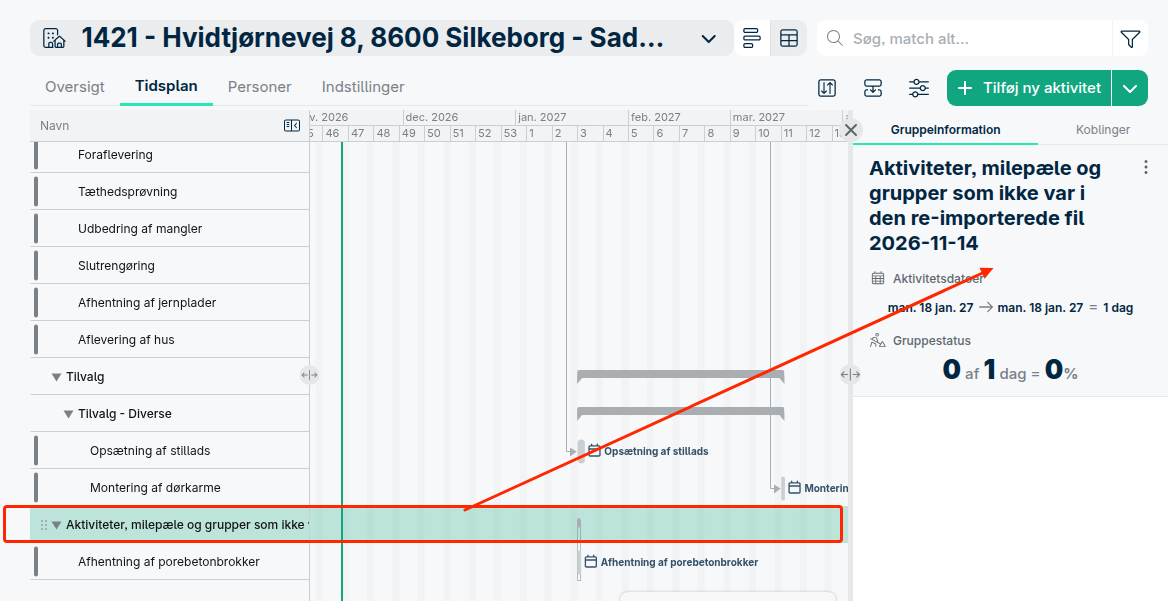 1421 - Hvidtjørnevej 8, 8600 Silkeborg - Sad...
Søg, match alt...
Oversigt
Tidsplan
Personer
Indstillinger
Tilføj ny aktivitet
Navn
v. 2026
dec. 2026
jan. 2027
feb. 2027
mar. 2027
46 47 48 49 50 51 52 53 1 2 3 4 5 6 7 8 9 10 11 12
Foraflevering
Tæthedsprøvning
Udbedring af mangler
Slutrengøring
Afhentning af jernplader
Aflevering af hus
Tilvalg
Tilvalg - Diverse
Opsætning af stillads
Opsætning af stillads
Montering af dørkarme
Monterin
Aktiviteter, milepæle og grupper som ikke
Afhentning af porebetonbrokker
Afhentning af porebetonbrokker
Gruppeinformation
Koblinger
Aktiviteter, milepæle og
grupper som ikke var i
den re-importerede fil
2026-11-14
Aktivitetsdatoer
man. 18 jan. 27 → man. 18 jan. 27 = 1 dag
Gruppestatus
0 af 1 dag = 0%